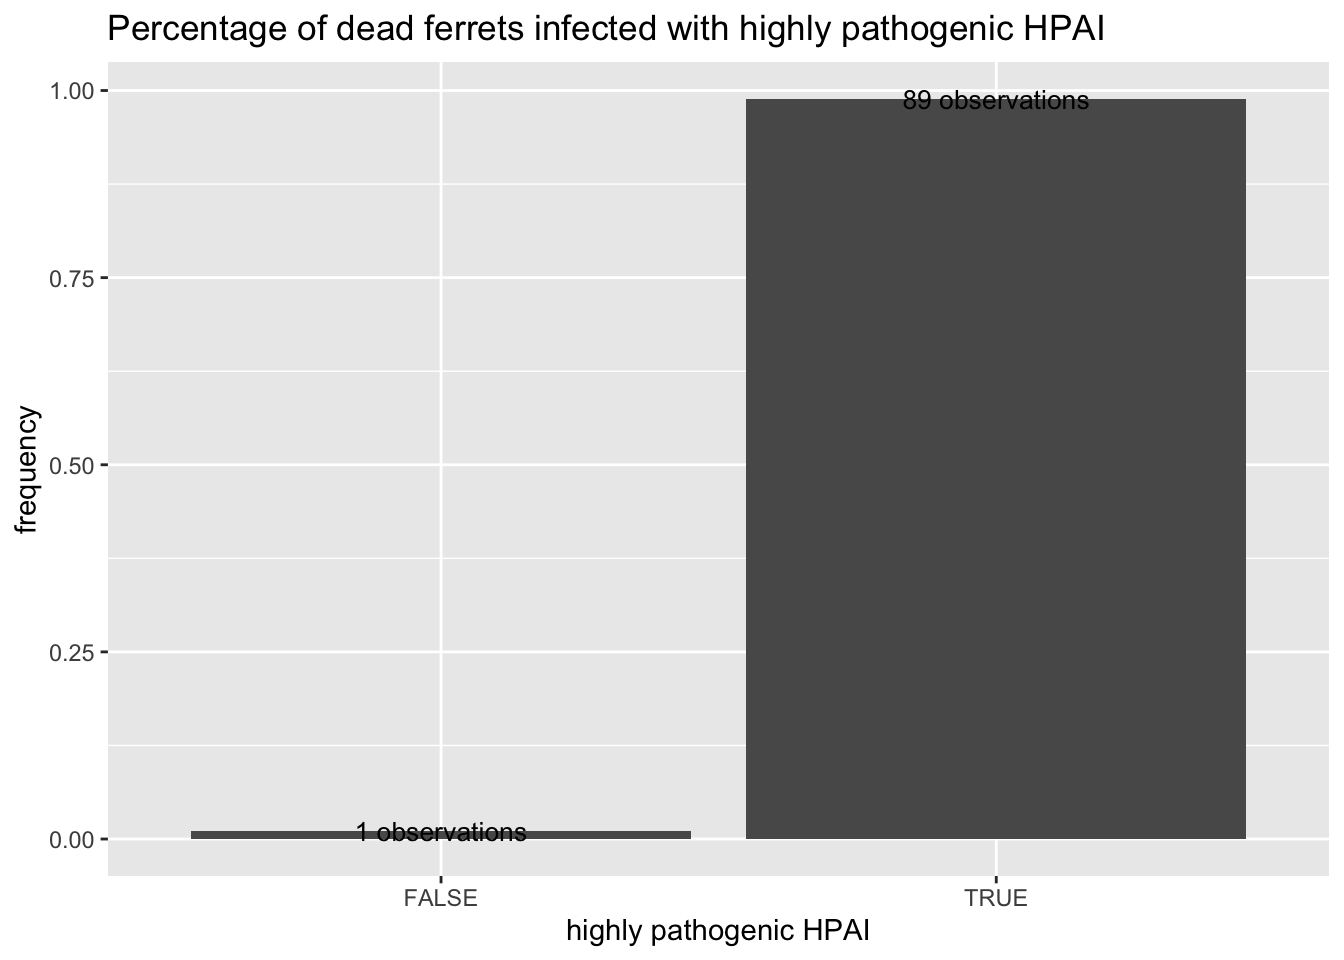 Percentage of dead ferrets infected with highly pathogenic HPAI
1.00
0.75
0.50
0.25
0.00
frequency
89 observations
1 observations
FALSE
TRUE
highly pathogenic HPAI